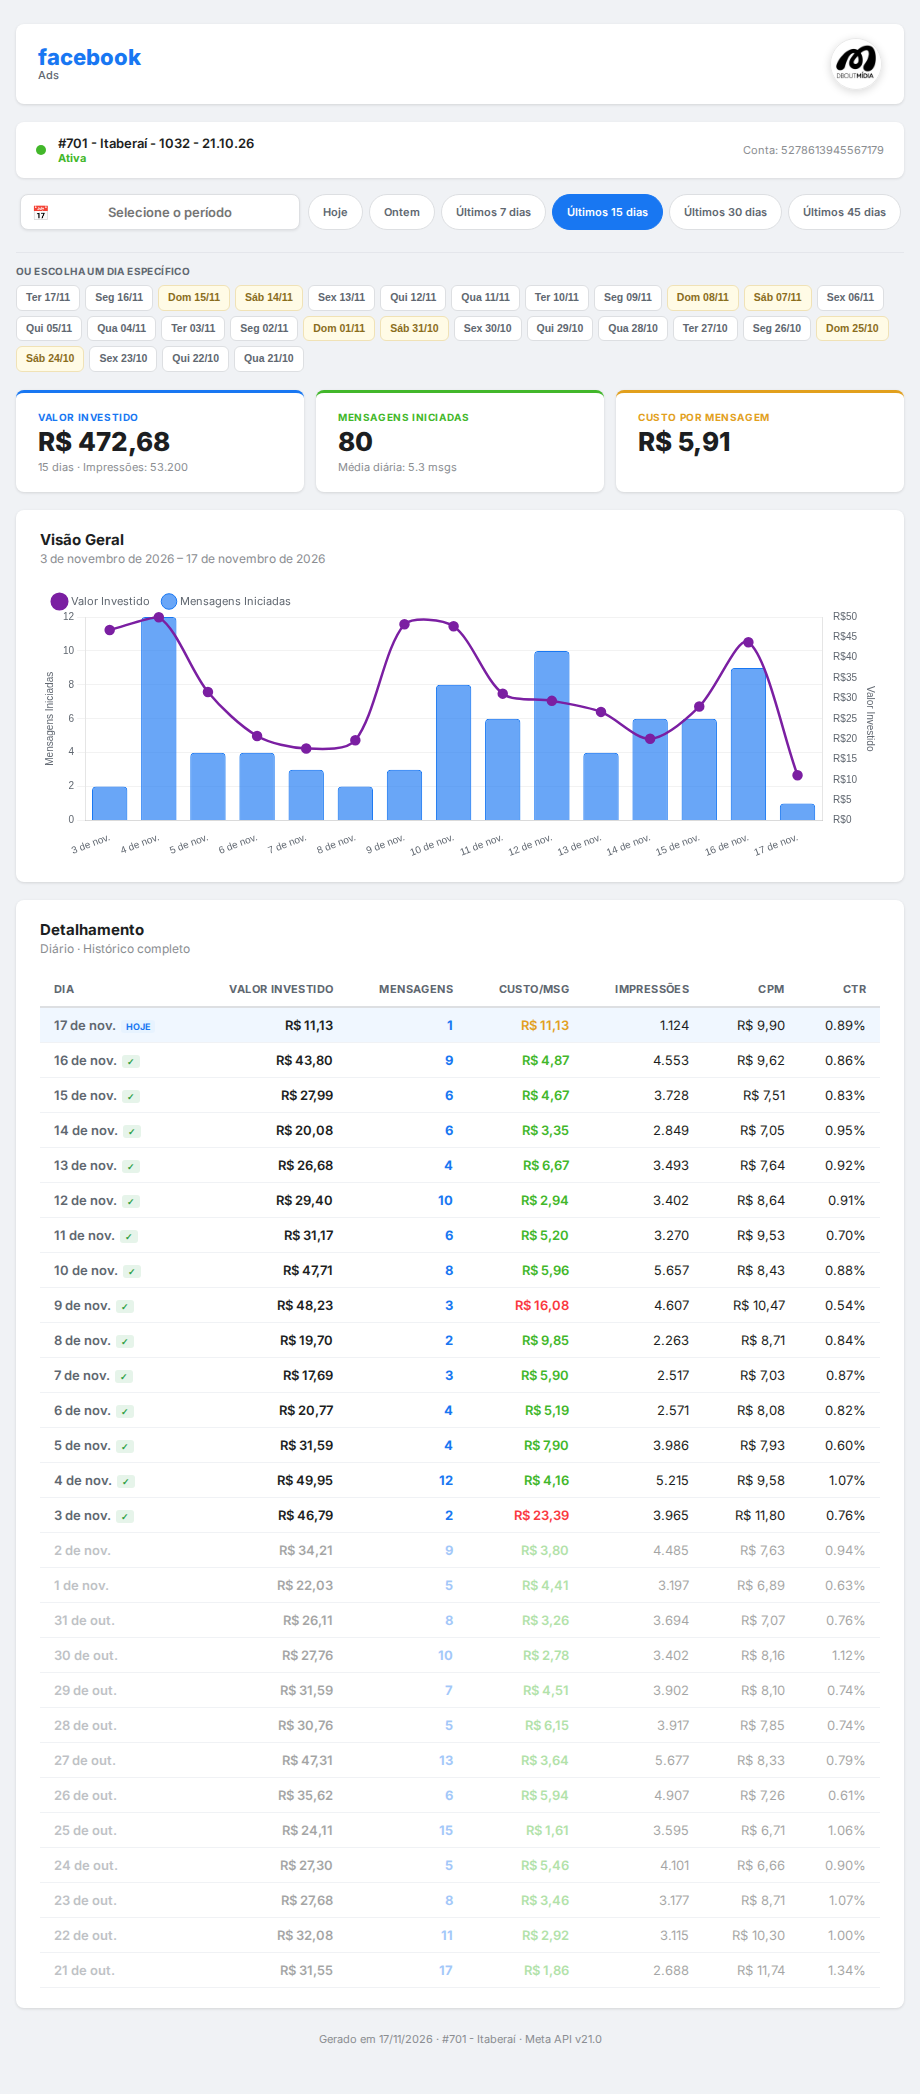 facebook
Ads
DBOUTMÍDIA
#701 - Itaberaí - 1032 - 21.10.26
Ativa
Conta: 5278613945567179
📅 Selecione o período
Hoje
Ontem
Últimos 7 dias
Últimos 15 dias
Últimos 30 dias
Últimos 45 dias
OU ESCOLHA UM DIA ESPECÍFICO
Ter 17/11 Seg 16/11 Dom 15/11 Sáb 14/11 Sex 13/11 Qui 12/11 Qua 11/11 Ter 10/11 Seg 09/11 Dom 08/11 Sáb 07/11 Sex 06/11
Qui 05/11 Qua 04/11 Ter 03/11 Seg 02/11 Dom 01/11 Sáb 31/10 Sex 30/10 Qui 29/10 Qua 28/10 Ter 27/10 Seg 26/10 Dom 25/10
Sáb 24/10 Sex 23/10 Qui 22/10 Qua 21/10
VALOR INVESTIDO
R$ 472,68
15 dias · Impressões: 53.200
MENSAGENS INICIADAS
80
Média diária: 5.3 msgs
CUSTO POR MENSAGEM
R$ 5,91
Visão Geral
3 de novembro de 2026 – 17 de novembro de 2026
Valor Investido Mensagens Iniciadas
Mensagens Iniciadas
12
10
8
6
4
2
0
R$50
R$45
R$40
R$35
R$30
R$25
R$20
R$15
R$10
R$5
R$0
Valor Investido
3 de nov. 4 de nov. 5 de nov. 6 de nov. 7 de nov. 8 de nov. 9 de nov. 10 de nov. 11 de nov. 12 de nov. 13 de nov. 14 de nov. 15 de nov. 16 de nov. 17 de nov.
Detalhamento
Diário · Histórico completo
DIA VALOR INVESTIDO MENSAGENS CUSTO/MSG IMPRESSÕES CPM CTR
17 de nov. HOJE R$ 11,13 1 R$ 11,13 1.124 R$ 9,90 0.89%
16 de nov. ✓ R$ 43,80 9 R$ 4,87 4.553 R$ 9,62 0.86%
15 de nov. ✓ R$ 27,99 6 R$ 4,67 3.728 R$ 7,51 0.83%
14 de nov. ✓ R$ 20,08 6 R$ 3,35 2.849 R$ 7,05 0.95%
13 de nov. ✓ R$ 26,68 4 R$ 6,67 3.493 R$ 7,64 0.92%
12 de nov. ✓ R$ 29,40 10 R$ 2,94 3.402 R$ 8,64 0.91%
11 de nov. ✓ R$ 31,17 6 R$ 5,20 3.270 R$ 9,53 0.70%
10 de nov. ✓ R$ 47,71 8 R$ 5,96 5.657 R$ 8,43 0.88%
9 de nov. ✓ R$ 48,23 3 R$ 16,08 4.607 R$ 10,47 0.54%
8 de nov. ✓ R$ 19,70 2 R$ 9,85 2.263 R$ 8,71 0.84%
7 de nov. ✓ R$ 17,69 3 R$ 5,90 2.517 R$ 7,03 0.87%
6 de nov. ✓ R$ 20,77 4 R$ 5,19 2.571 R$ 8,08 0.82%
5 de nov. ✓ R$ 31,59 4 R$ 7,90 3.986 R$ 7,93 0.60%
4 de nov. ✓ R$ 49,95 12 R$ 4,16 5.215 R$ 9,58 1.07%
3 de nov. ✓ R$ 46,79 2 R$ 23,39 3.965 R$ 11,80 0.76%
2 de nov. R$ 34,21 9 R$ 3,80 4.485 R$ 7,63 0.94%
1 de nov. R$ 22,03 5 R$ 4,41 3.197 R$ 6,89 0.63%
31 de out. R$ 26,11 8 R$ 3,26 3.694 R$ 7,07 0.76%
30 de out. R$ 27,76 10 R$ 2,78 3.402 R$ 8,16 1.12%
29 de out. R$ 31,59 7 R$ 4,51 3.902 R$ 8,10 0.74%
28 de out. R$ 30,76 5 R$ 6,15 3.917 R$ 7,85 0.74%
27 de out. R$ 47,31 13 R$ 3,64 5.677 R$ 8,33 0.79%
26 de out. R$ 35,62 6 R$ 5,94 4.907 R$ 7,26 0.61%
25 de out. R$ 24,11 15 R$ 1,61 3.595 R$ 6,71 1.06%
24 de out. R$ 27,30 5 R$ 5,46 4.101 R$ 6,66 0.90%
23 de out. R$ 27,68 8 R$ 3,46 3.177 R$ 8,71 1.07%
22 de out. R$ 32,08 11 R$ 2,92 3.115 R$ 10,30 1.00%
21 de out. R$ 31,55 17 R$ 1,86 2.688 R$ 11,74 1.34%
Gerado em 17/11/2026 · #701 - Itaberaí · Meta API v21.0